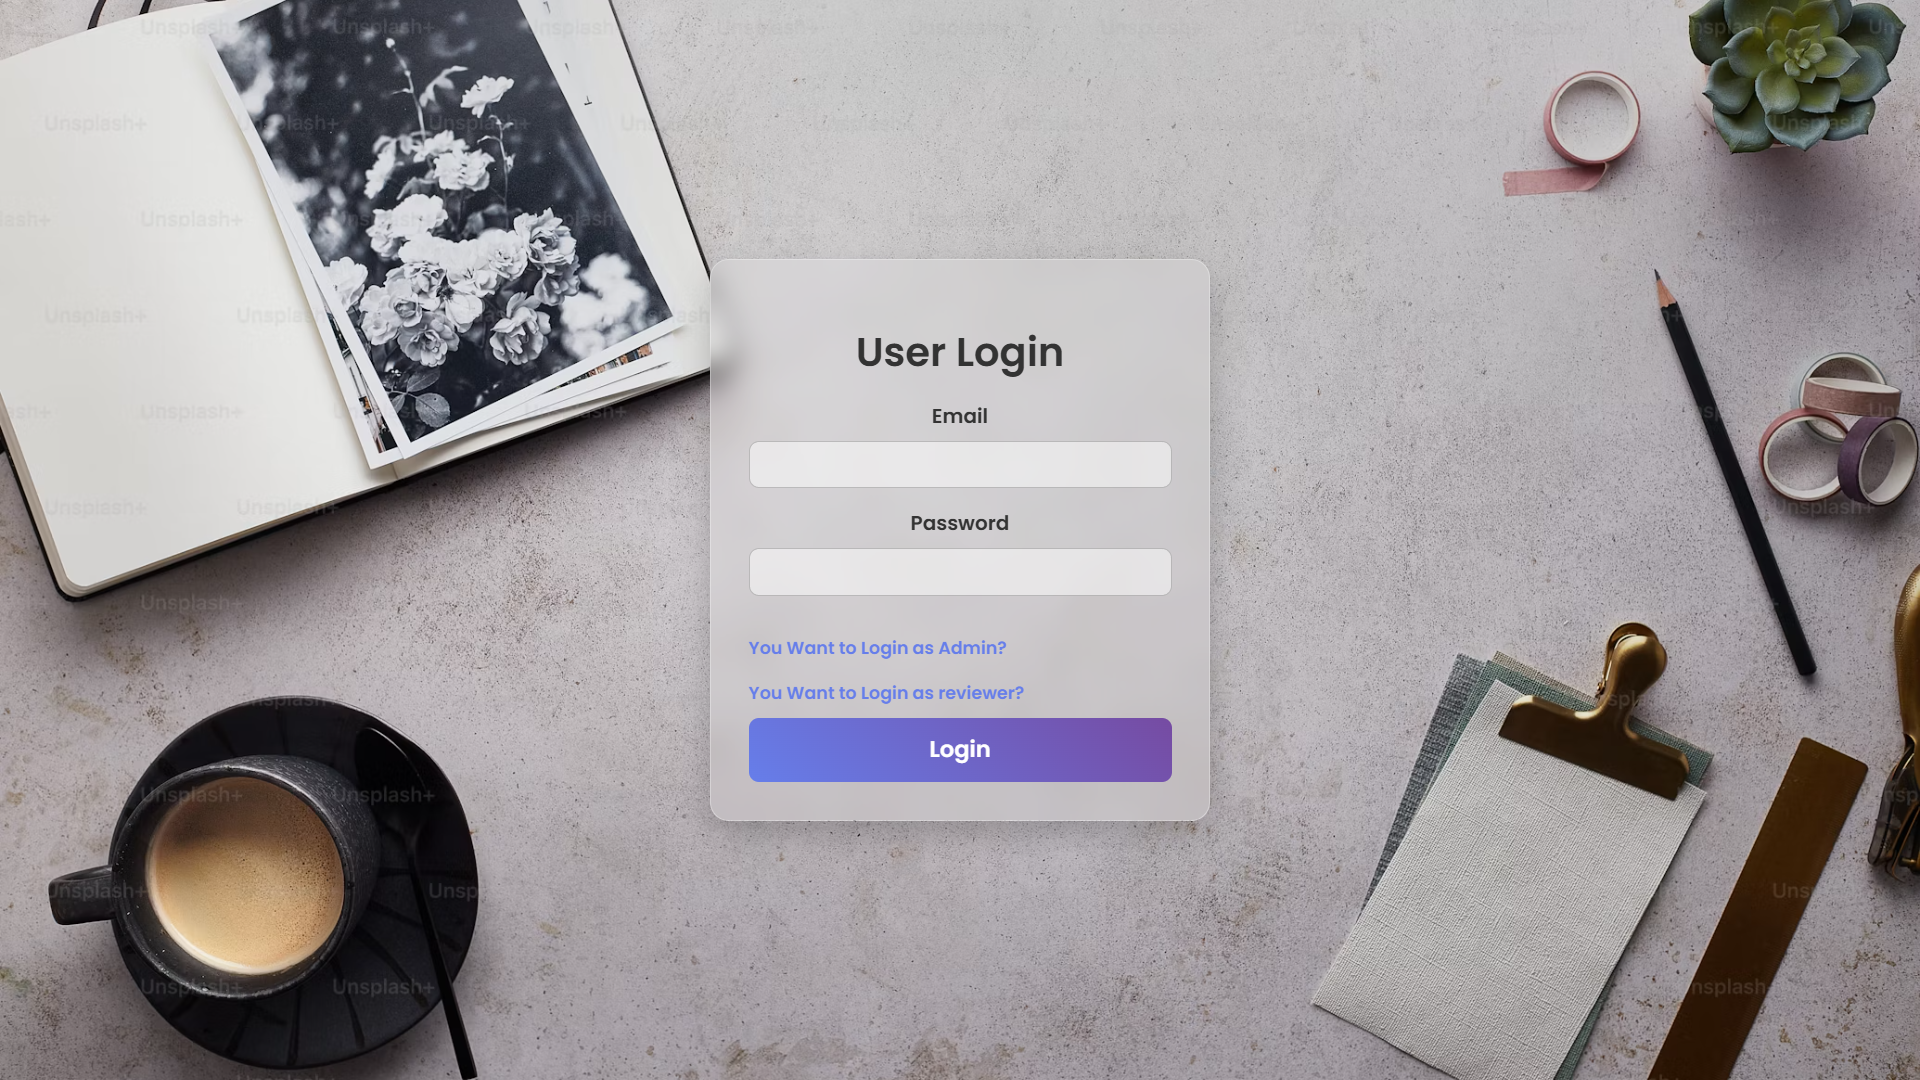 User Login
Email
Password
You Want to Login as Admin?
You Want to Login as reviewer?
Login
Unsplash+